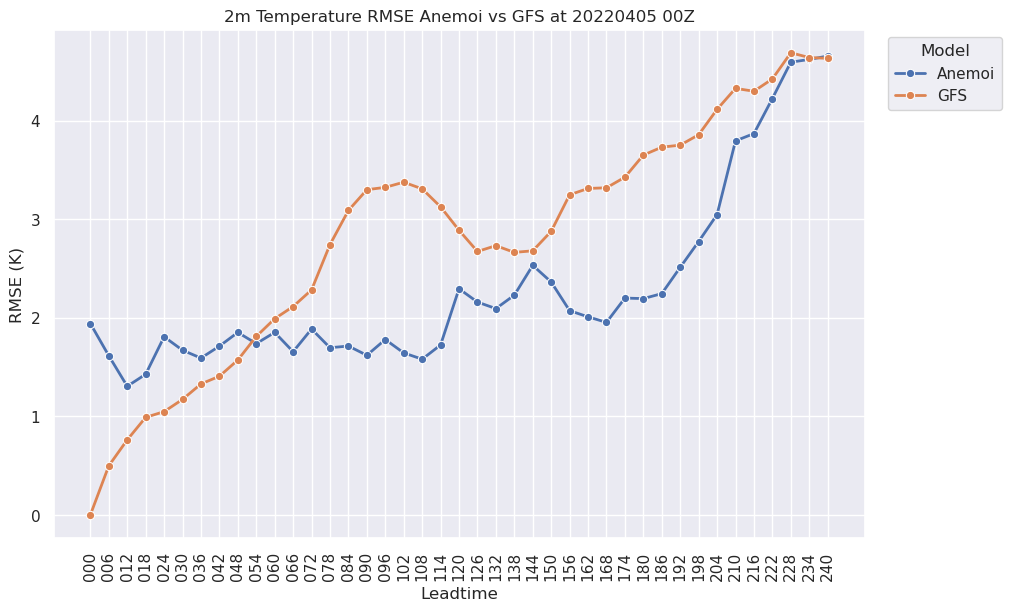 2m Temperature RMSE Anemoi vs GFS at 20220405 00Z
Model
Anemoi
GFS
RMSE (K)
4
3
2
1
0
000 006 012 018 024 030 036 042 048 054 060 066 072 078 084 090 096 102 108 114 120 126 132 138 144 150 156 162 168 174 180 186 192 198 204 210 216 222 228 234 240
Leadtime